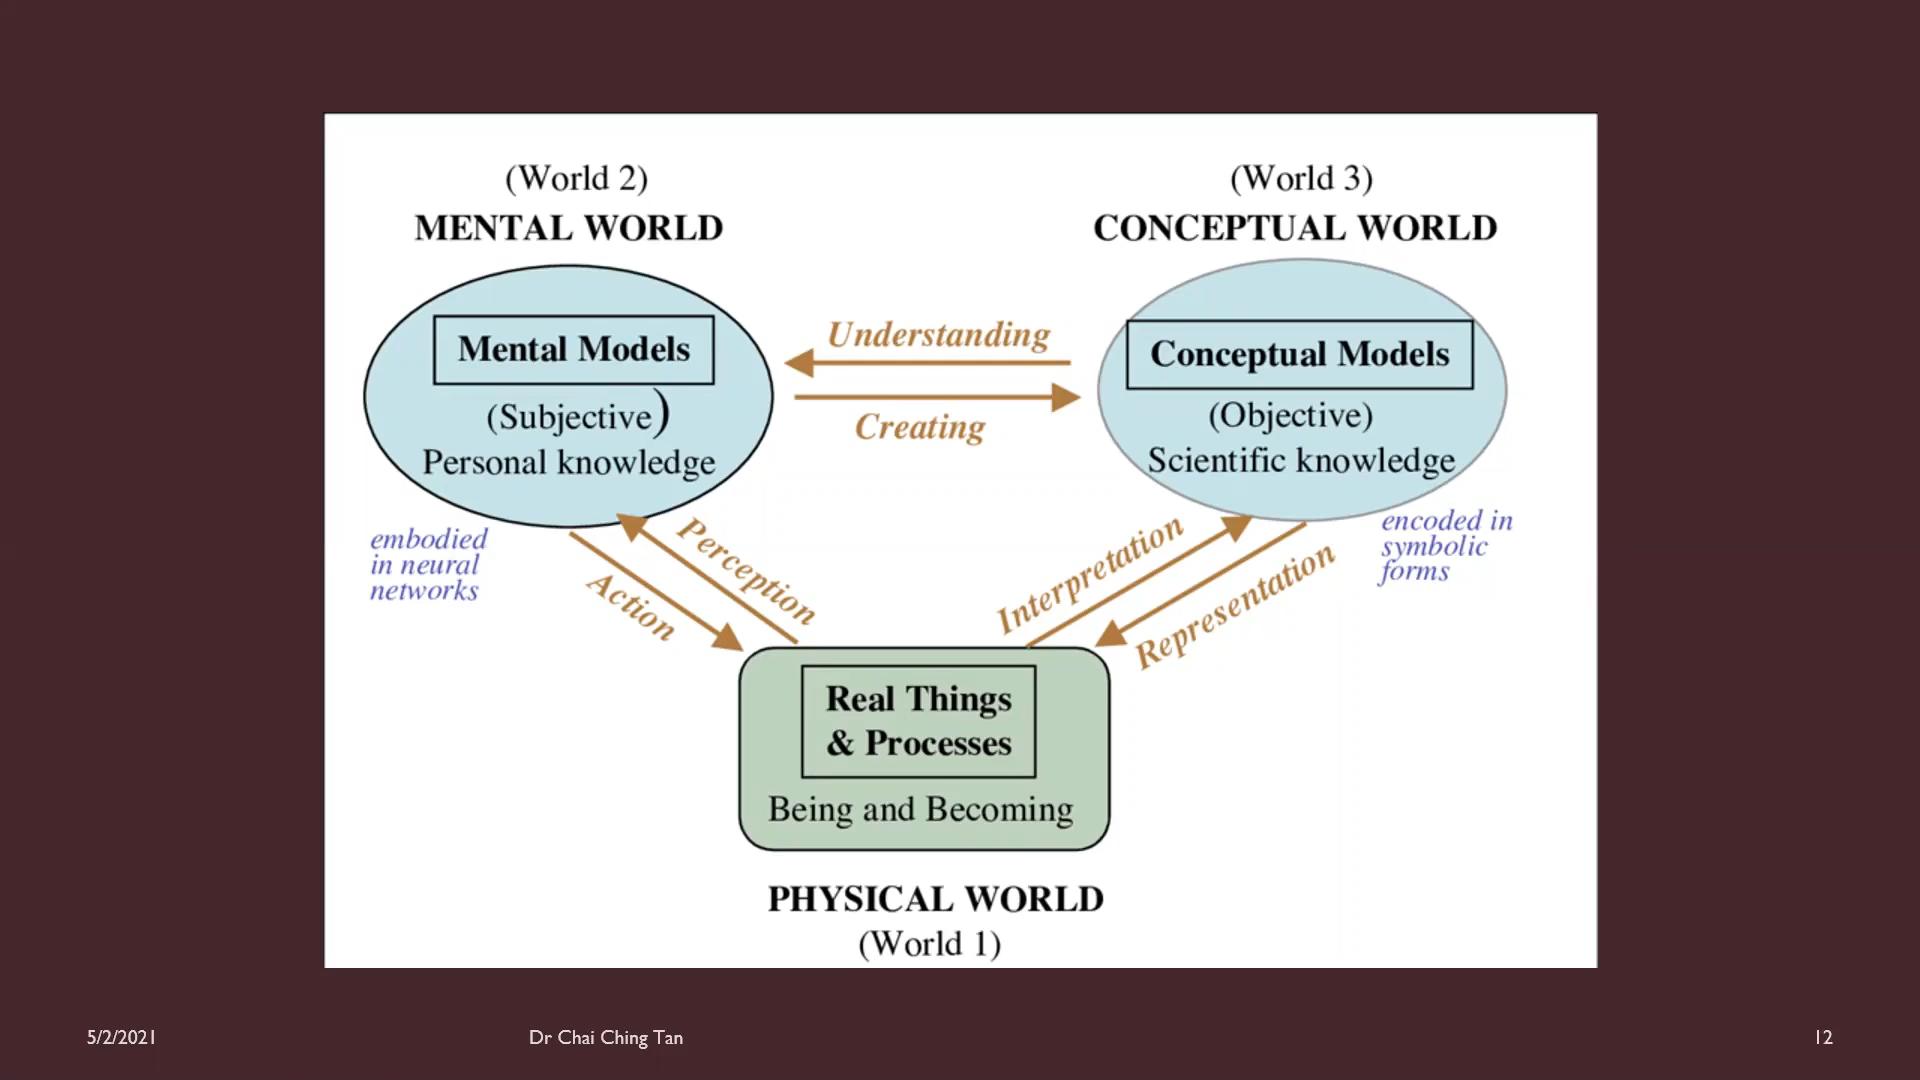 (World 2)
MENTAL WORLD
Mental Models
(Subjective)
Personal knowledge
embodied
in neural
networks
(World 3)
CONCEPTUAL WORLD
Conceptual Models
(Objective)
Scientific knowledge
encoded in
symbolic
forms
Understanding
Creating
Perception
Action
Interpretation
Representation
Real Things
& Processes
Being and Becoming
PHYSICAL WORLD
(World 1)
5/2/2021
Dr Chai Ching Tan
12